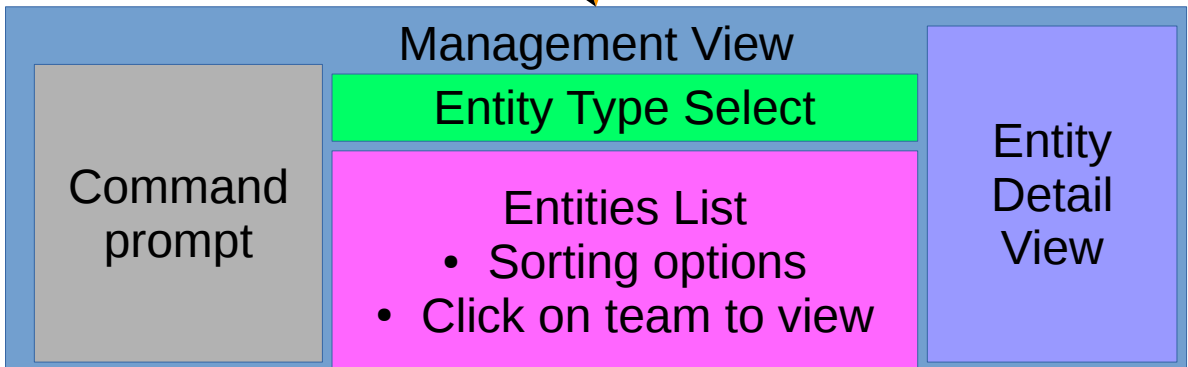 Management View
Command
prompt
Entity Type Select
Entities List
• Sorting options
• Click on team to view
Entity
Detail
View